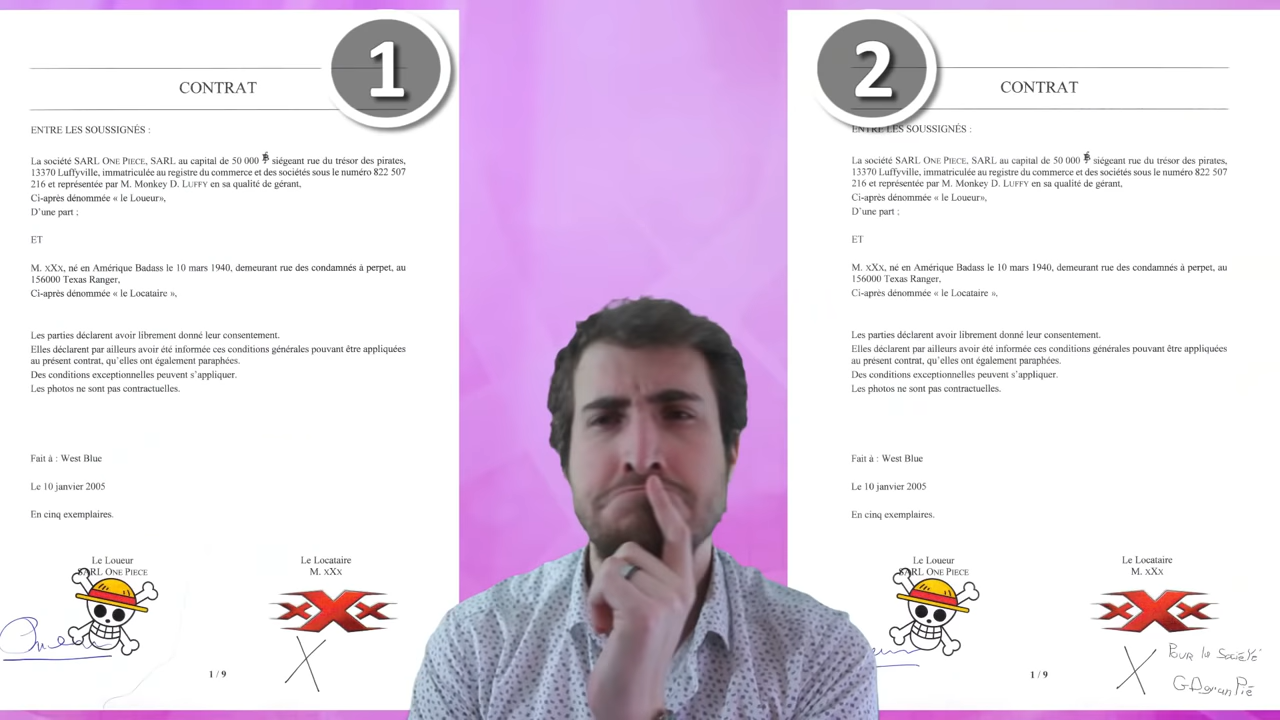 1
CONTRAT
ENTRE LES SOUSSIGNÉS :
La société SARL ONE PIECE, SARL au capital de 50 000 siégeant rue du trésor des pirates,
13370 Luffyville, immatriculée au registre du commerce et des sociétés sous le numéro 822 507
216 et représentée par M. Monkey D. LUFFY en sa qualité de gérant,
Ci-après dénommée « le Loueur»,
D'une part ;
ET
M. xXx, né en Amérique Badass le 10 mars 1940, demeurant rue des condamnés à perpet, au
156000 Texas Ranger,
Ci-après dénommée « le Locataire »,
Les parties déclarent avoir librement donné leur consentement.
Elles déclarent par ailleurs avoir été informée ces conditions générales pouvant être appliquées
au présent contrat, qu'elles ont également paraphées.
Des conditions exceptionnelles peuvent s'appliquer.
Les photos ne sont pas contractuelles.
Fait à : West Blue
Le 10 janvier 2005
En cinq exemplaires.
Le Loueur
SARL ONE PIECE
Le Locataire
M. xXx
xXx
1 / 9
2
CONTRAT
ENTRE LES SOUSSIGNÉS :
La société SARL ONE PIECE, SARL au capital de 50 000 siégeant rue du trésor des pirates,
13370 Luffyville, immatriculée au registre du commerce et des sociétés sous le numéro 822 507
216 et représentée par M. Monkey D. LUFFY en sa qualité de gérant,
Ci-après dénommée « le Loueur»,
D'une part ;
ET
M. xXx, né en Amérique Badass le 10 mars 1940, demeurant rue des condamnés à perpet, au
156000 Texas Ranger,
Ci-après dénommée « le Locataire »,
Les parties déclarent avoir librement donné leur consentement.
Elles déclarent par ailleurs avoir été informée ces conditions générales pouvant être appliquées
au présent contrat, qu'elles ont également paraphées.
Des conditions exceptionnelles peuvent s'appliquer.
Les photos ne sont pas contractuelles.
Fait à : West Blue
Le 10 janvier 2005
En cinq exemplaires.
Le Loueur
SARL ONE PIECE
Le Locataire
M. xXx
xXx
Pour la Société
1 / 9